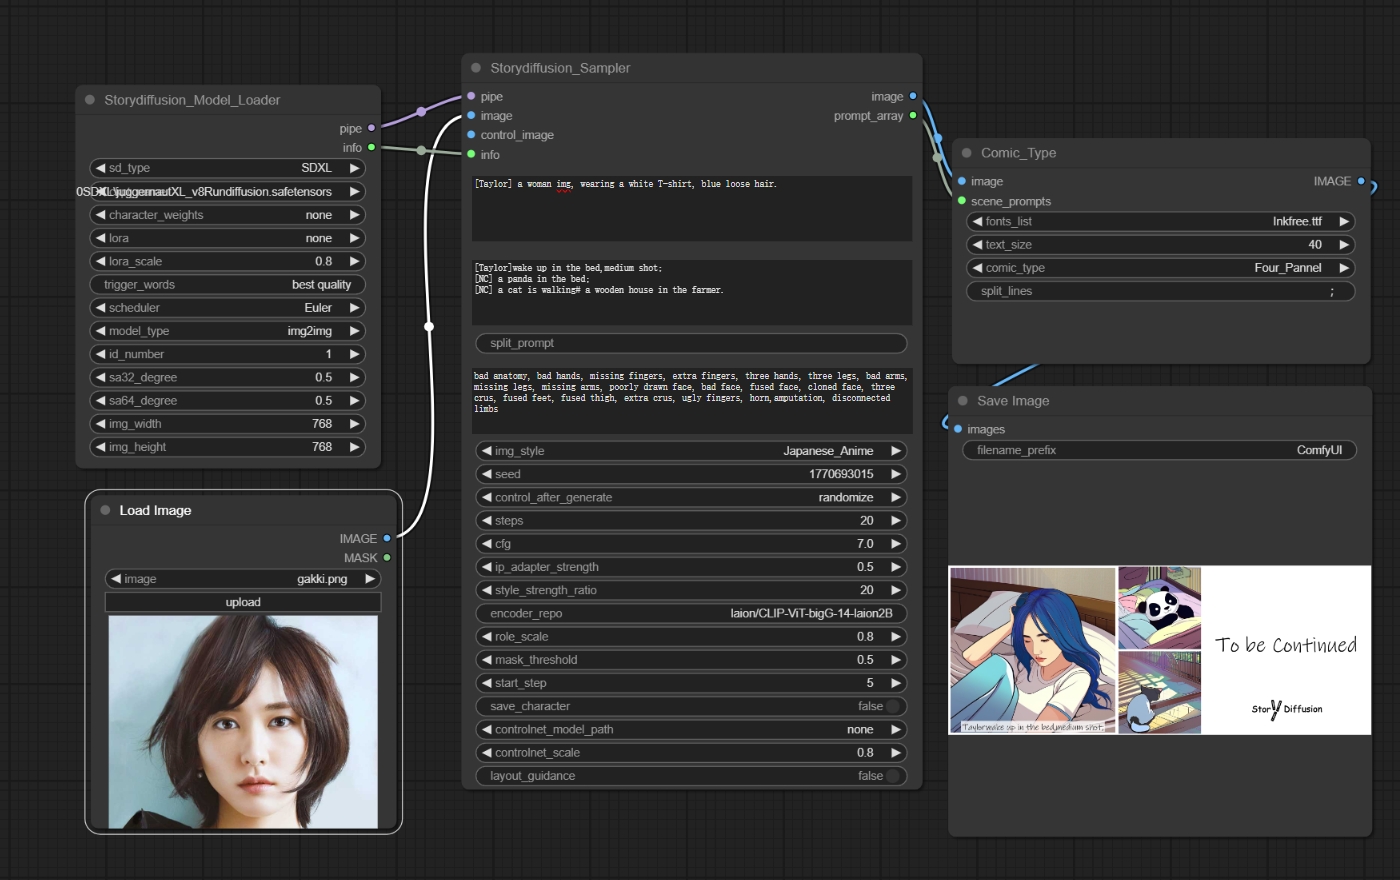 Storydiffusion_Model_Loader
pipe
info
sd_type SDXL
character_weights none
lora none
lora_scale 0.8
trigger_words best quality
scheduler Euler
model_type img2img
id_number 1
sa32_degree 0.5
sa64_degree 0.5
img_width 768
img_height 768
Load Image
IMAGE
MASK
image gakki.png
upload
Storydiffusion_Sampler
pipe image
image prompt_array
control_image
info
[Taylor] a woman img, wearing a white T-shirt, blue loose hair.
[Taylor]wake up in the bed,medium shot;
[NC] a panda in the bed;
[NC] a cat is walking# a wooden house in the farmer.
split_prompt
bad anatomy, bad hands, missing fingers, extra fingers, three hands, three legs, bad arms,
missing legs, missing arms, poorly drawn face, bad face, fused face, cloned face, three
crus, fused feet, fused thigh, extra crus, ugly fingers, horn,amputation, disconnected
limbs
img_style Japanese_Anime
seed 1770693015
control_after_generate randomize
steps 20
cfg 7.0
ip_adapter_strength 0.5
style_strength_ratio 20
encoder_repo laion/CLIP-ViT-bigG-14-laion2B
role_scale 0.8
mask_threshold 0.5
start_step 5
save_character false
controlnet_model_path none
controlnet_scale 0.8
layout_guidance false
Comic_Type
image IMAGE
scene_prompts
fonts_list Inkfree.ttf
text_size 40
comic_type Four_Pannel
split_lines ;
Save Image
images
filename_prefix ComfyUI
Taylorwake up in the bed,medium shot;
To be Continued
StorY Diffusion